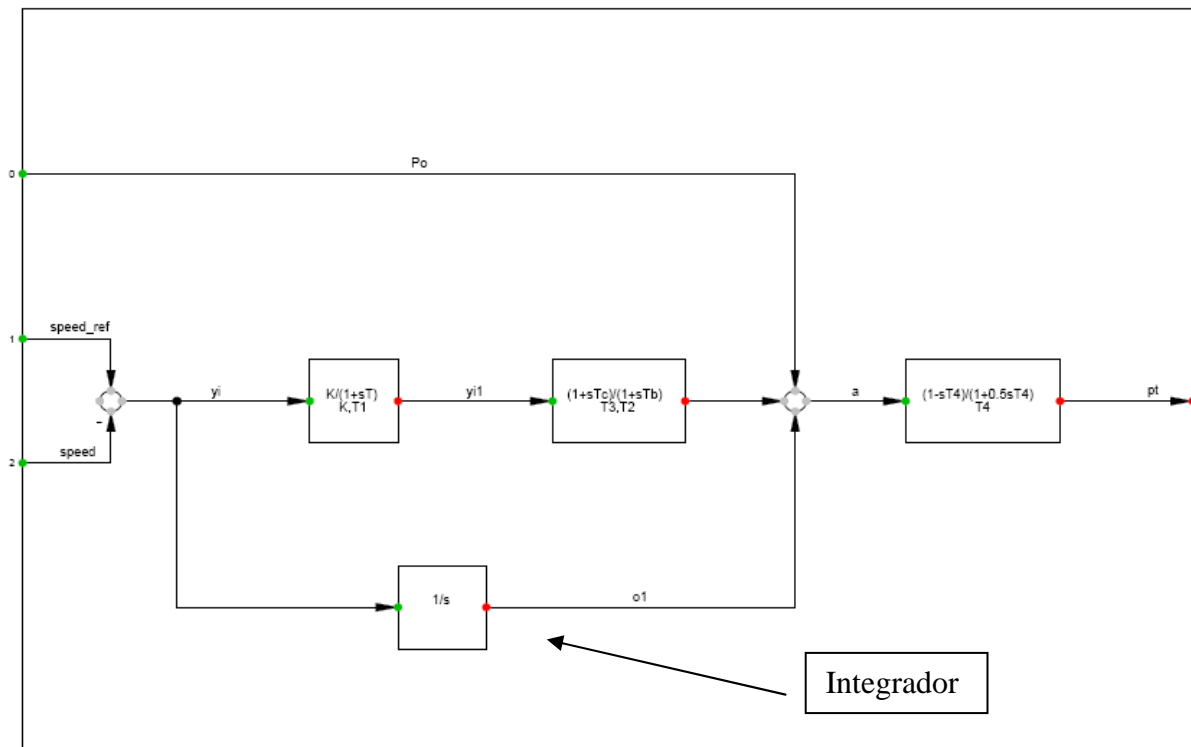 Po
0
speed_ref
1
yi
K/(1+sT)
K,T1
yi1
(1+sTc)/(1+sTb)
T3,T2
a
(1-sT4)/(1+0.5sT4)
T4
pt
-
speed
2
1/s
o1
Integrador